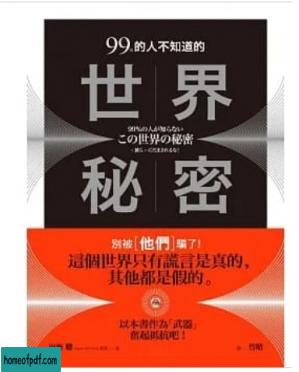 99%的人不知道的
世界
99%の人が知らない
この世界の秘密
秘密
別被［他們］騙了！
這個世界只有謊言是真的，
其他都是假的。
以本書作為「武器」
奮起抵抗吧！
homeofpdf.com